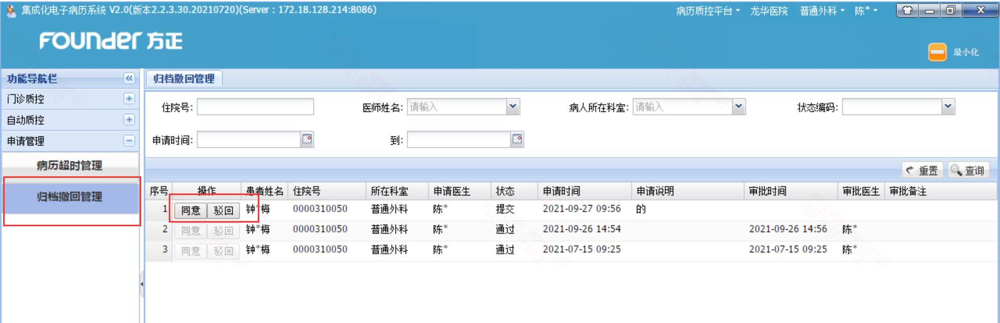 集成化电子病历系统 V2.0(版本2.2.3.30.20210720)(Server : 172.18.128.214:8086)
病历质控平台 龙华医院 普通外科 陈*
FOUNDER 方正
最小化
功能导航栏
归档撤回管理
门诊质控
自动质控
申请管理
病历超时管理
归档撤回管理
住院号: 医师姓名: 请输入 病人所在科室: 请输入 状态编码:
申请时间: 到:
重置 查询
序号 操作 患者姓名 住院号 所在科室 申请医生 状态 申请时间 申请说明 审批时间 审批医生 审批备注
1 同意 驳回 钟*梅 0000310050 普通外科 陈* 提交 2021-09-27 09:56 的
2 同意 驳回 钟*梅 0000310050 普通外科 陈* 通过 2021-09-26 14:54 2021-09-26 14:56 陈*
3 同意 驳回 钟*梅 0000310050 普通外科 陈* 通过 2021-07-15 09:25 2021-07-15 09:25 陈*